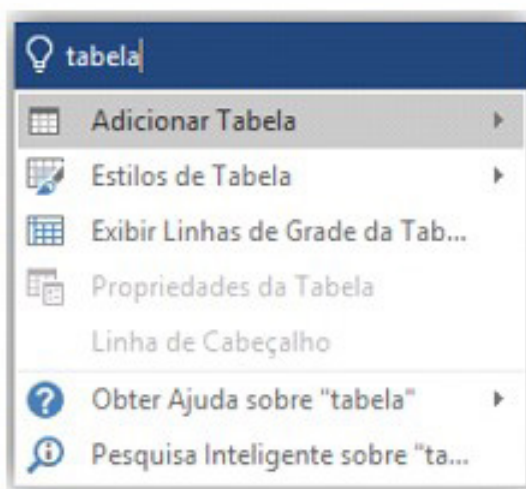 tabela
Adicionar Tabela
Estilos de Tabela
Exibir Linhas de Grade da Tab...
Propriedades da Tabela
Linha de Cabeçalho
Obter Ajuda sobre "tabela"
Pesquisa Inteligente sobre "ta...